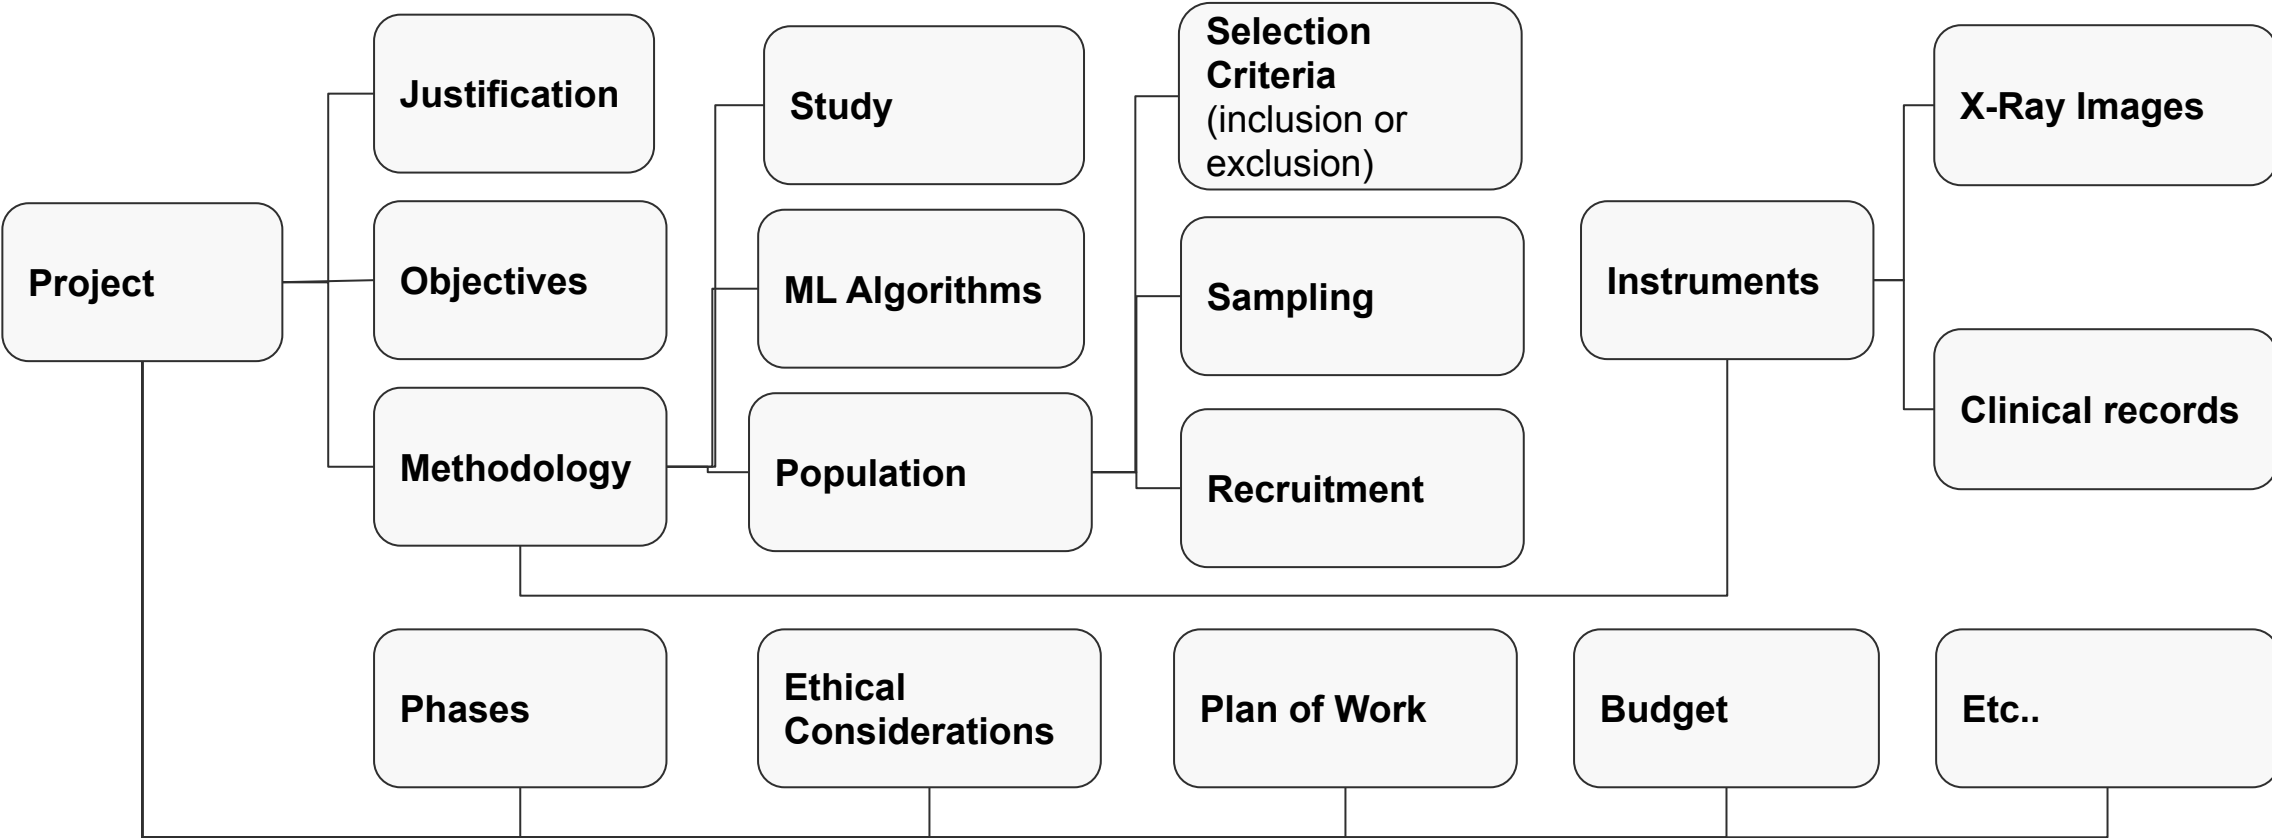 Project
Justification
Objectives
Methodology
Study
ML Algorithms
Population
Selection
Criteria
(inclusion or
exclusion)
Sampling
Recruitment
Instruments
X-Ray Images
Clinical records
Phases
Ethical
Considerations
Plan of Work
Budget
Etc..